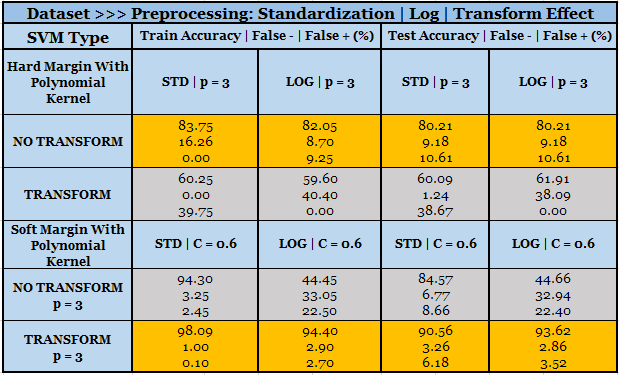 Dataset >>> Preprocessing: Standardization | Log | Transform Effect
SVM Type
Train Accuracy | False - | False + (%)
Test Accuracy | False - | False + (%)
Hard Margin With
Polynomial
Kernel
STD | p = 3
LOG | p = 3
STD | p = 3
LOG | p = 3
NO TRANSFORM
83.75
16.26
0.00
82.05
8.70
9.25
80.21
9.18
10.61
80.21
9.18
10.61
TRANSFORM
60.25
0.00
39.75
59.60
40.40
0.00
60.09
1.24
38.67
61.91
38.09
0.00
Soft Margin With
Polynomial
Kernel
STD | C = 0.6
LOG | C = 0.6
STD | C = 0.6
LOG | C = 0.6
NO TRANSFORM
p = 3
94.30
3.25
2.45
44.45
33.05
22.50
84.57
6.77
8.66
44.66
32.94
22.40
TRANSFORM
p = 3
98.09
1.00
0.10
94.40
2.90
2.70
90.56
3.26
6.18
93.62
2.86
3.52